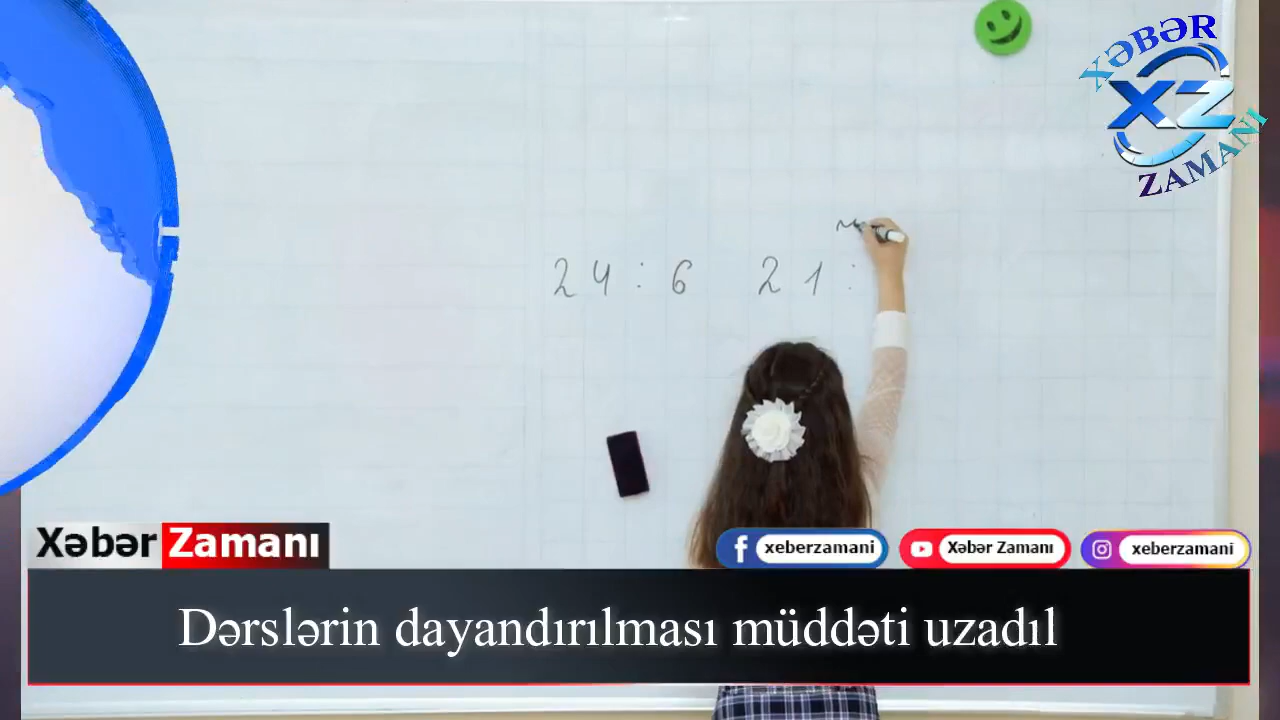 XƏBƏR
XZ
ZAMANI
24 : 6 21 :
Xəbər Zamanı
xeberzamani
Xəbər Zamanı
xeberzamani
Dərslərin dayandırılması müddəti uzadıl